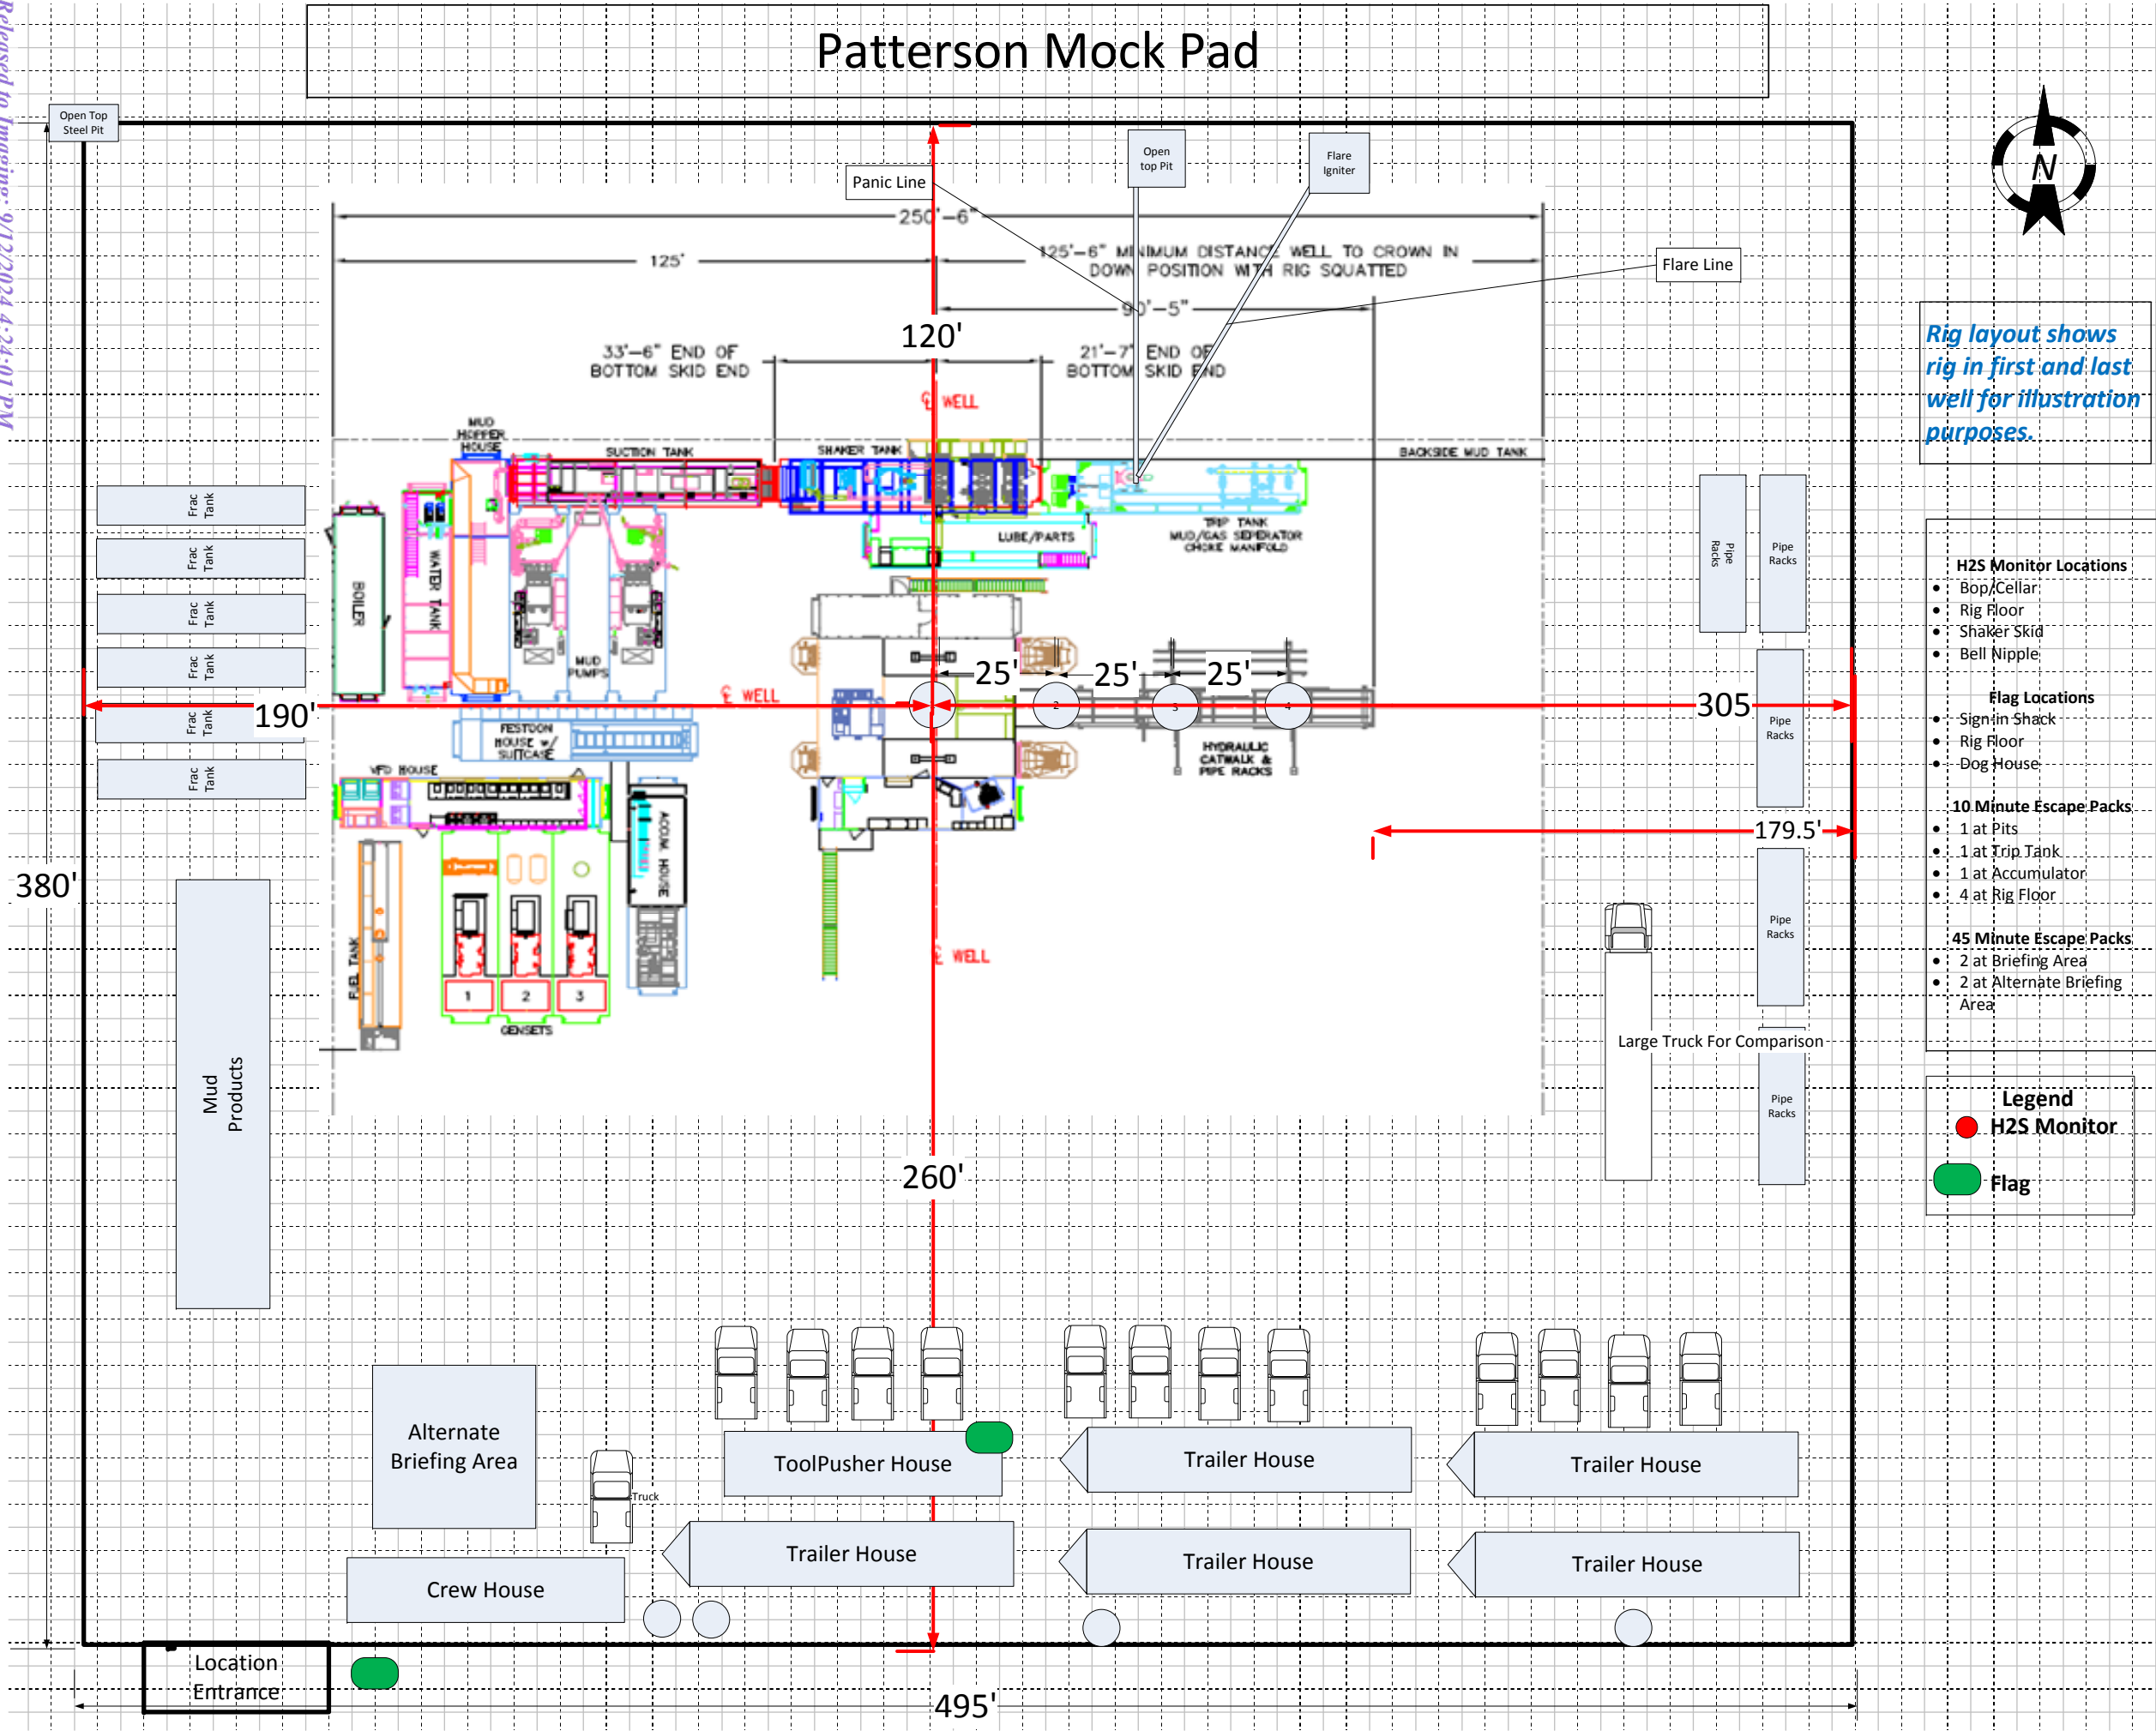 Released to Imaging: 9/12/2024 4:24:01 PM
Patterson Mock Pad
Open Top
Steel Pit
Panic Line
Open
top Pit
Flare
Igniter
N
250'-6"
125'
125'-6" MINIMUM DISTANCE WELL TO CROWN IN
DOWN POSITION WITH RIG SQUATTED
Flare Line
90'-5"
120'
33'-6" END OF
BOTTOM SKID END
21'-7" END OF
BOTTOM SKID END
Rig layout shows
rig in first and last
well for illustration
purposes.
℄ WELL
MUD
HOPPER
HOUSE
SUCTION TANK
SHAKER TANK
BACKSIDE MUD TANK
Frac
Tank
Frac
Tank
Frac
Tank
Frac
Tank
Frac
Tank
Frac
Tank
BOILER
WATER TANK
MUD
PUMPS
LUBE/PARTS
TRIP TANK
MUD/GAS SEPERATOR
CHOKE MANIFOLD
Pipe
Racks
Pipe
Racks
H2S Monitor Locations
• Bop/Cellar
• Rig Floor
• Shaker Skid
• Bell Nipple
Flag Locations
• Sign in Shack
• Rig Floor
• Dog House
10 Minute Escape Packs
• 1 at Pits
• 1 at Trip Tank
• 1 at Accumulator
• 4 at Rig Floor
45 Minute Escape Packs
• 2 at Briefing Area
• 2 at Alternate Briefing
Area
25'
25'
25'
190'
℄ WELL
2
3
4
305
Pipe
Racks
FESTOON
HOUSE w/
SUITCASE
HYDRAULIC
CATWALK &
PIPE RACKS
VFD HOUSE
179.5'
380'
ACCUM. HOUSE
FUEL TANK
Pipe
Racks
℄ WELL
1
2
3
GENSETS
Large Truck For Comparison
Pipe
Racks
Mud
Products
Legend
H2S Monitor
Flag
260'
Alternate
Briefing Area
Truck
ToolPusher House
Trailer House
Trailer House
Crew House
Trailer House
Trailer House
Trailer House
Location
Entrance
495'